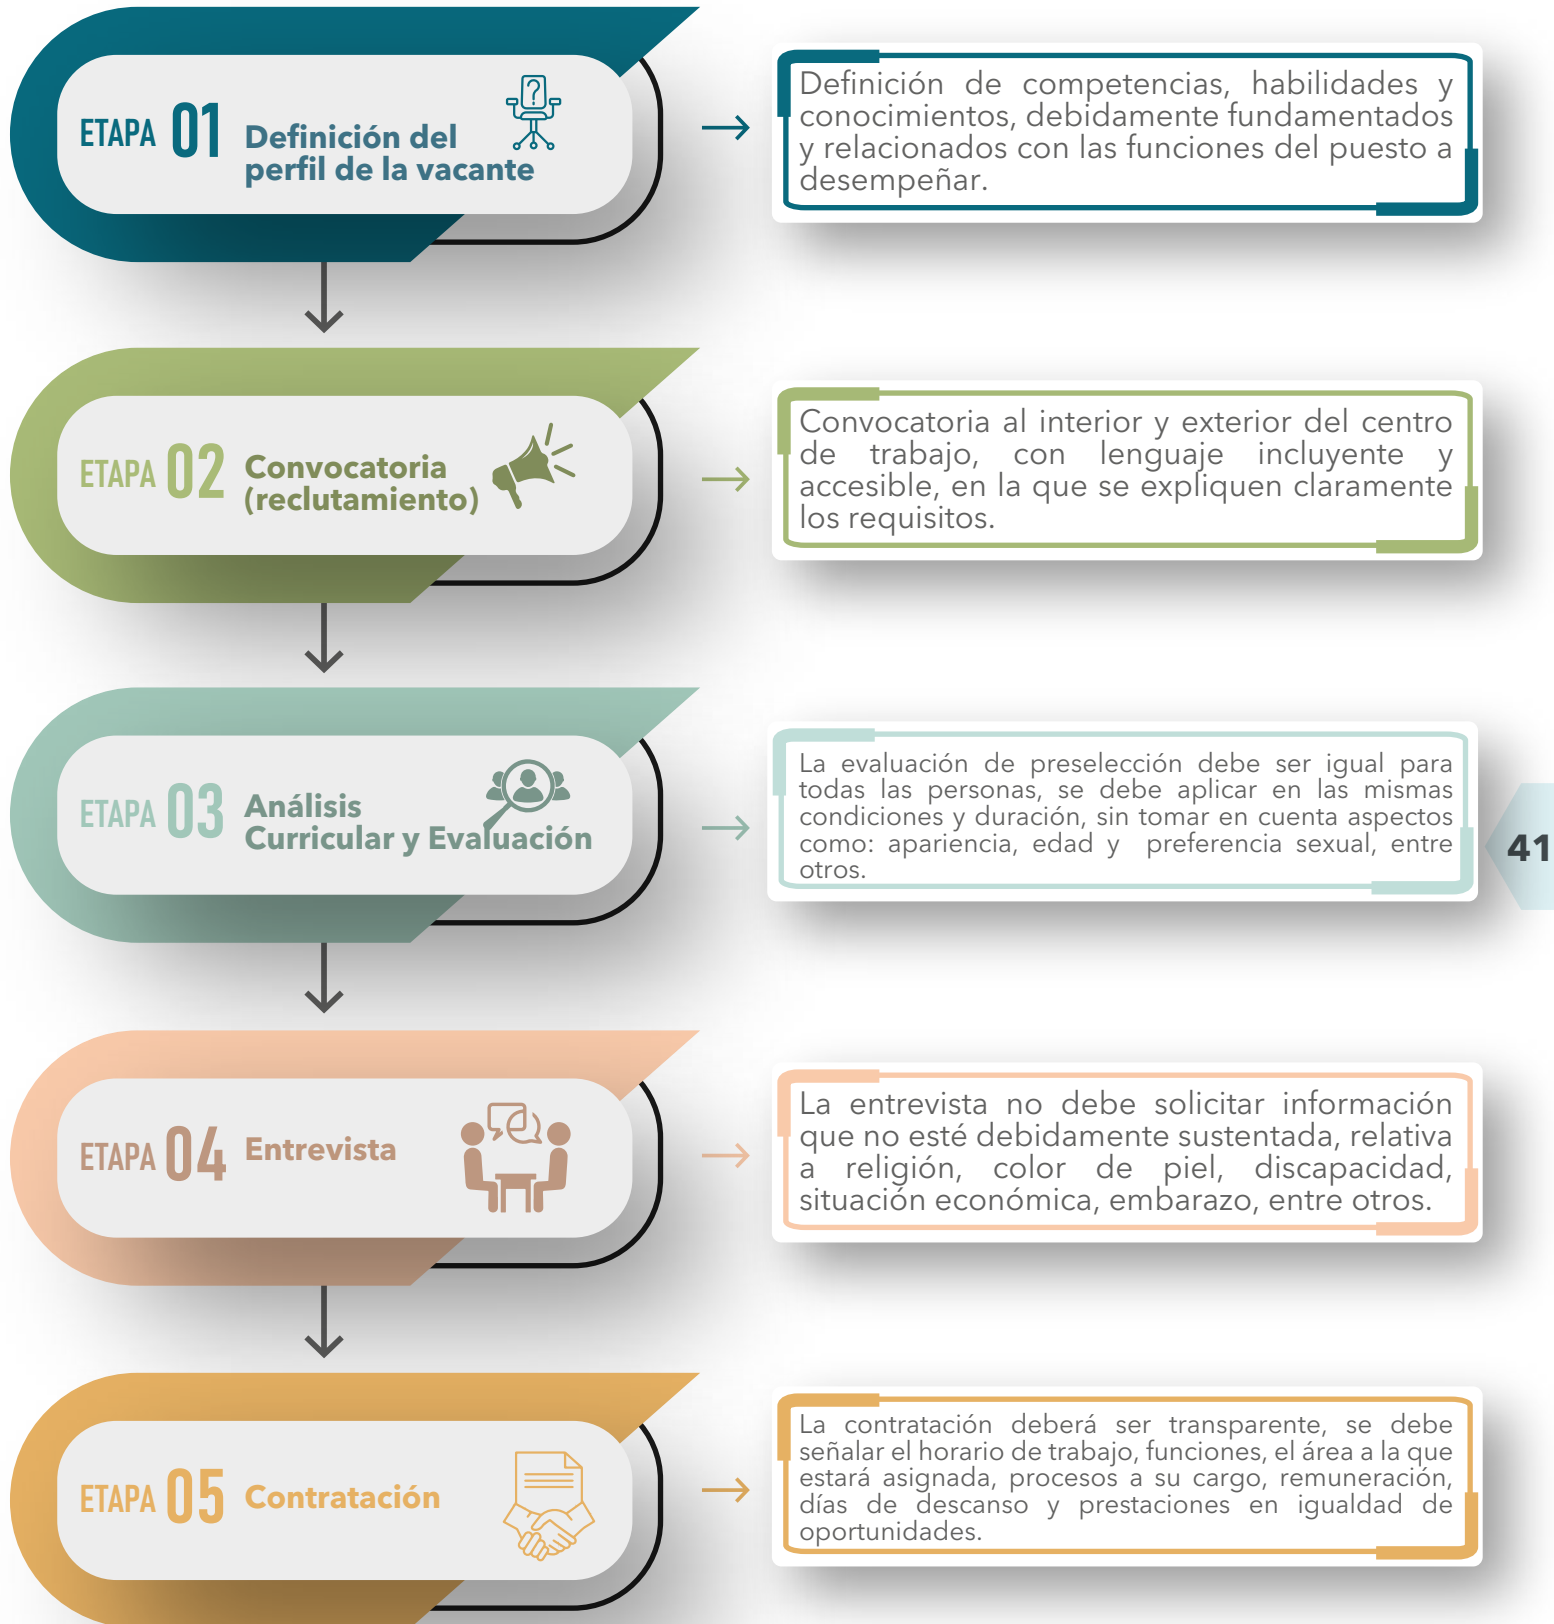 ETAPA 01
Definición del
perfil de la vacante
Definición de competencias, habilidades y
conocimientos, debidamente fundamentados
y relacionados con las funciones del puesto a
desempeñar.
ETAPA 02
Convocatoria
(reclutamiento)
Convocatoria al interior y exterior del centro
de trabajo, con lenguaje incluyente y
accesible, en la que se expliquen claramente
los requisitos.
ETAPA 03
Análisis
Curricular y Evaluación
La evaluación de preselección debe ser igual para
todas las personas, se debe aplicar en las mismas
condiciones y duración, sin tomar en cuenta aspectos
como: apariencia, edad y preferencia sexual, entre
otros.
41
ETAPA 04
Entrevista
La entrevista no debe solicitar información
que no esté debidamente sustentada, relativa
a religión, color de piel, discapacidad,
situación económica, embarazo, entre otros.
ETAPA 05
Contratación
La contratación deberá ser transparente, se debe
señalar el horario de trabajo, funciones, el área a la que
estará asignada, procesos a su cargo, remuneración,
días de descanso y prestaciones en igualdad de
oportunidades.